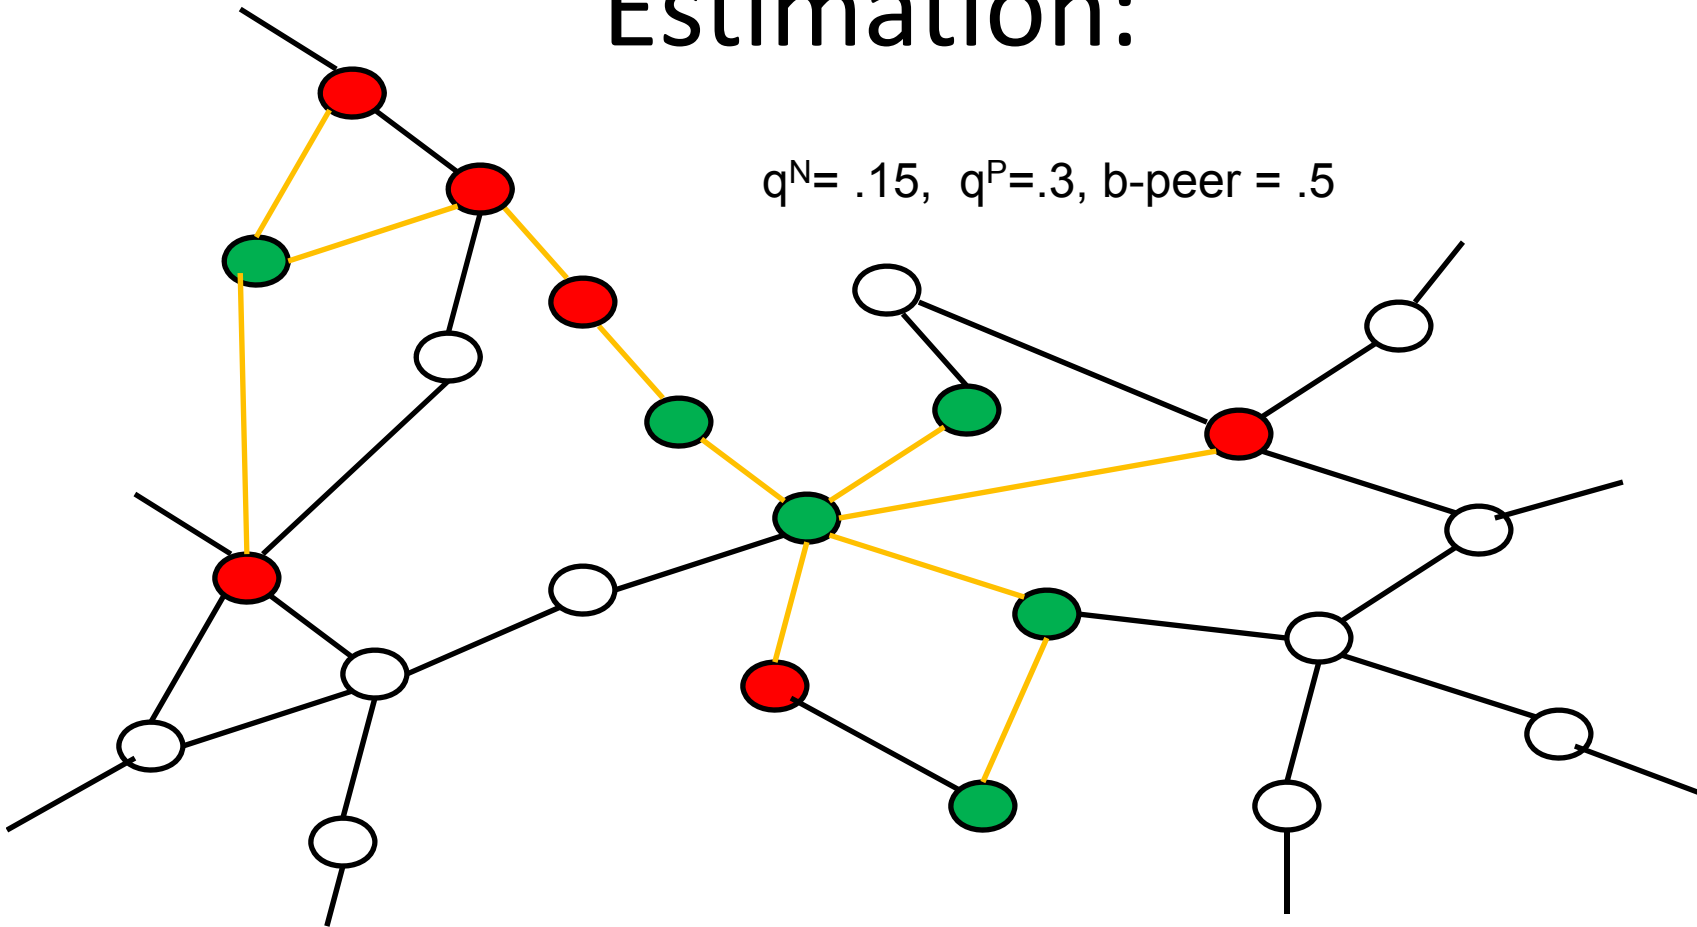 Estimation:
qᴺ= .15, qᴾ=.3, b-peer = .5